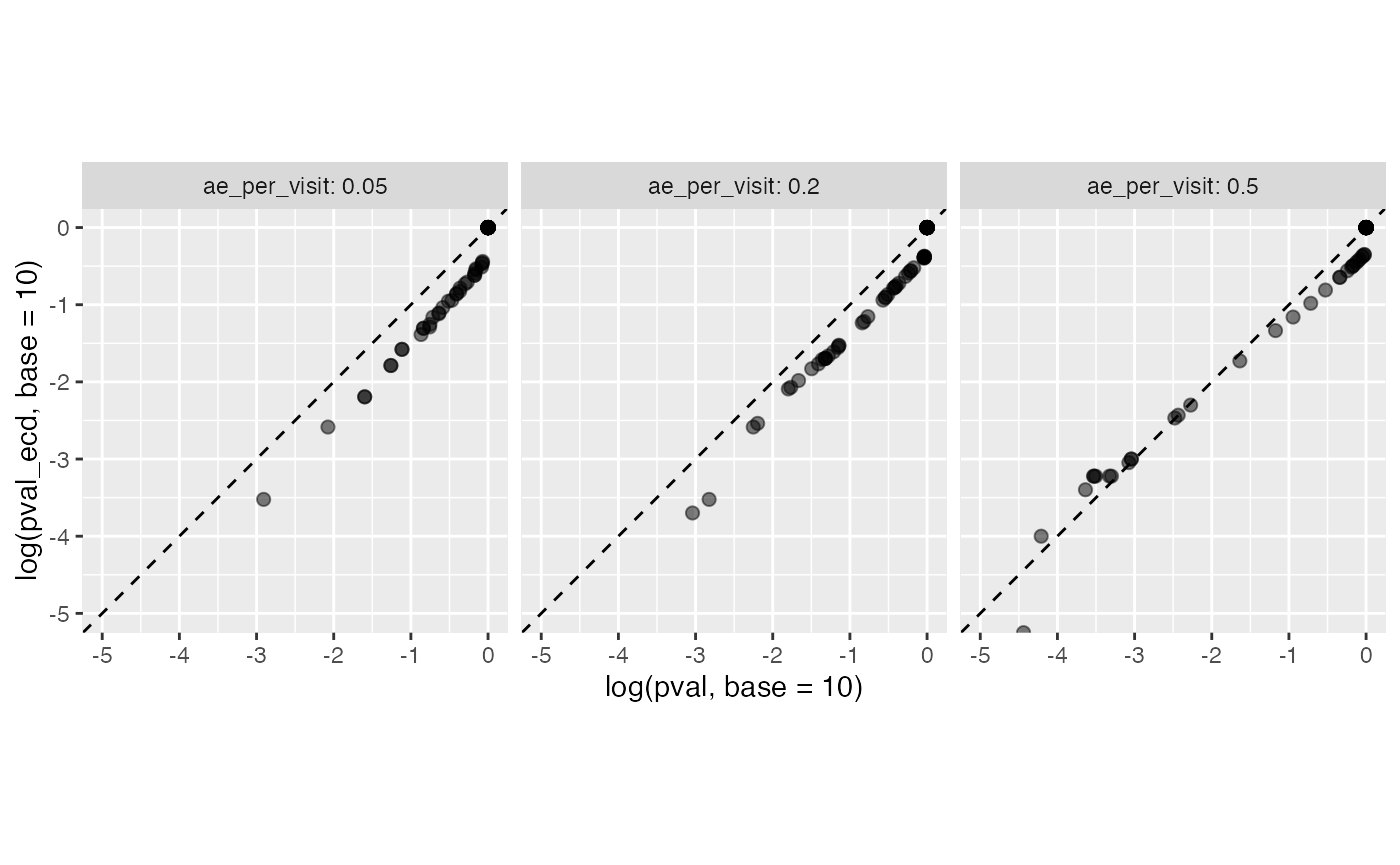 ae_per_visit: 0.05 ae_per_visit: 0.2 ae_per_visit: 0.5
log(pval_ecd, base = 10)
0
-1
-2
-3
-4
-5
-5 -4 -3 -2 -1 0 -5 -4 -3 -2 -1 0 -5 -4 -3 -2 -1 0
log(pval, base = 10)